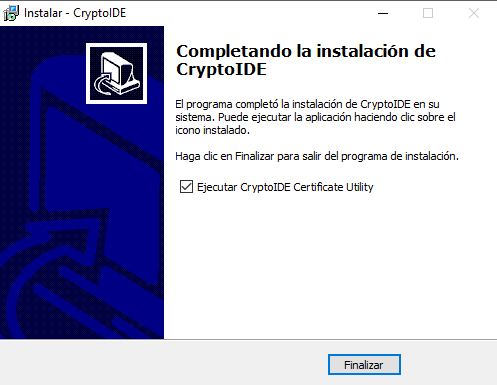 Instalar - CryptoIDE
Completando la instalación de
CryptoIDE
El programa completó la instalación de CryptoIDE en su
sistema. Puede ejecutar la aplicación haciendo clic sobre el
icono instalado.
Haga clic en Finalizar para salir del programa de instalación.
Ejecutar CryptoIDE Certificate Utility
Finalizar